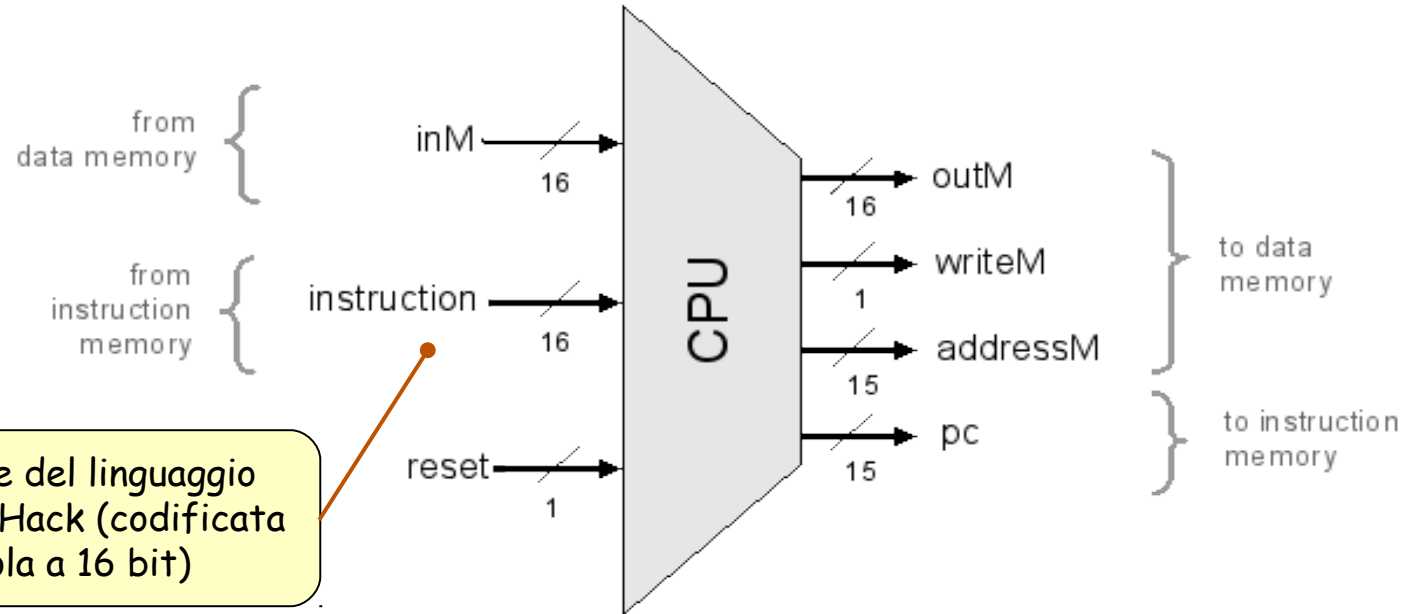 from
data memory
inM
16
from
instruction
memory
instruction
16
reset
1
CPU
outM
16
writeM
1
addressM
15
pc
15
to data
memory
to instruction
memory
e del linguaggio
Hack (codificata
a 16 bit)